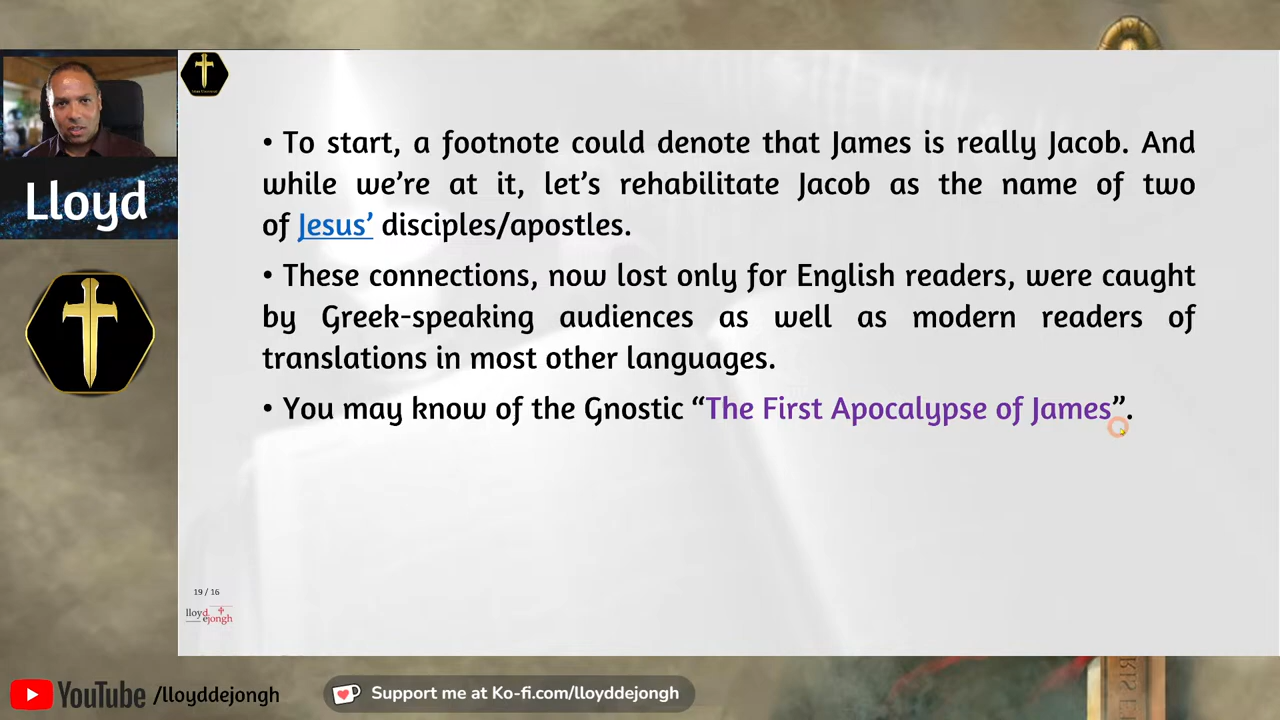 • To start, a footnote could denote that James is really Jacob. And
while we’re at it, let’s rehabilitate Jacob as the name of two
of Jesus’ disciples/apostles.
• These connections, now lost only for English readers, were caught
by Greek-speaking audiences as well as modern readers of
translations in most other languages.
• You may know of the Gnostic “The First Apocalypse of James”.
Lloyd
19 / 16
lloyd
ejongh
YouTube /lloyddejongh
Support me at Ko-fi.com/lloyddejongh